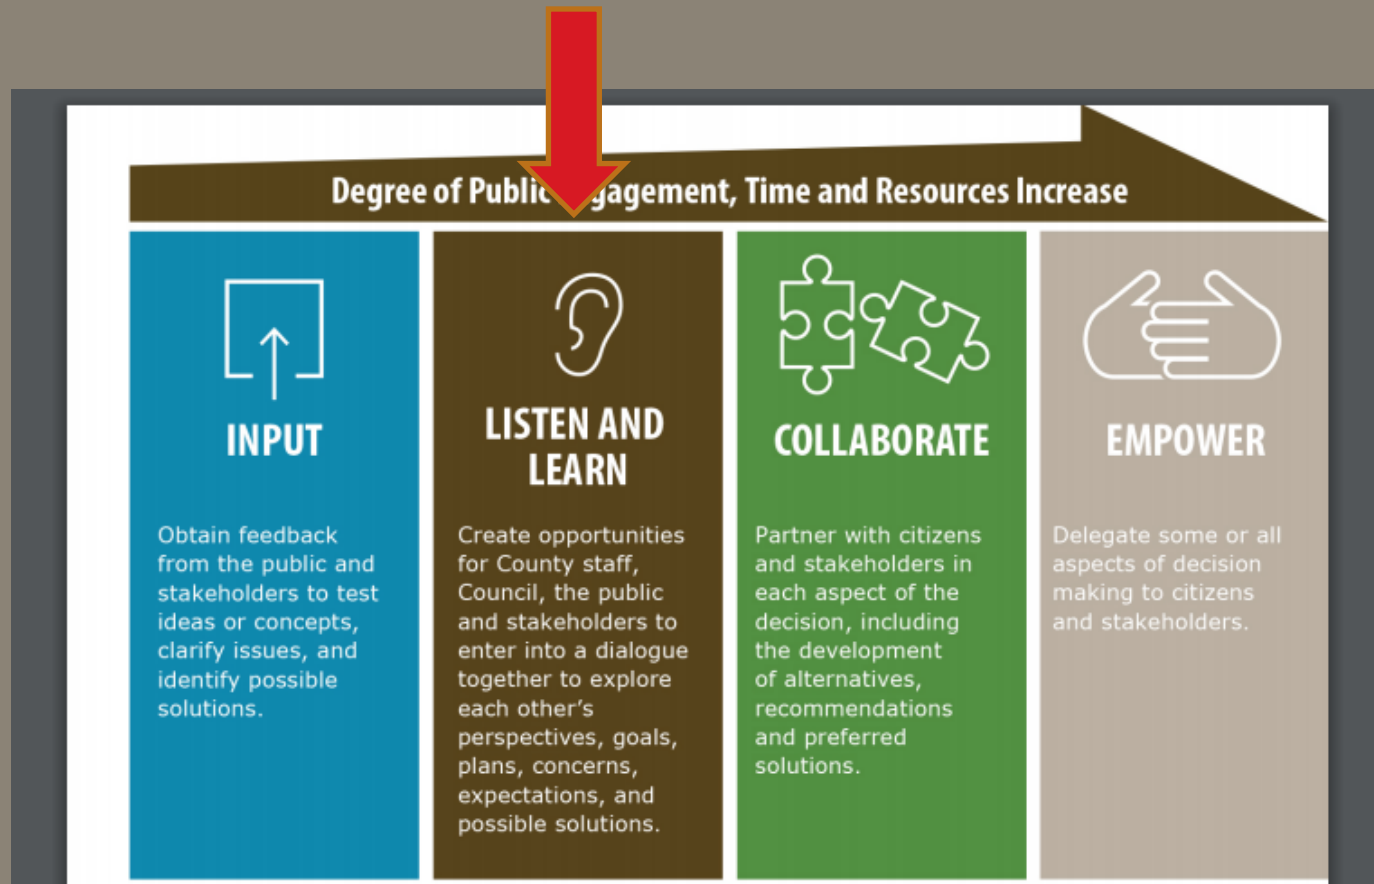 Degree of Public gagement, Time and Resources Increase
INPUT
Obtain feedback
from the public and
stakeholders to test
ideas or concepts,
clarify issues, and
identify possible
solutions.
LISTEN AND
LEARN
Create opportunities
for County staff,
Council, the public
and stakeholders to
enter into a dialogue
together to explore
each other's
perspectives, goals,
plans, concerns,
expectations, and
possible solutions.
COLLABORATE
Partner with citizens
and stakeholders in
each aspect of the
decision, including
the development
of alternatives,
recommendations
and preferred
solutions.
EMPOWER
Delegate some or all
aspects of decision
making to citizens
and stakeholders.